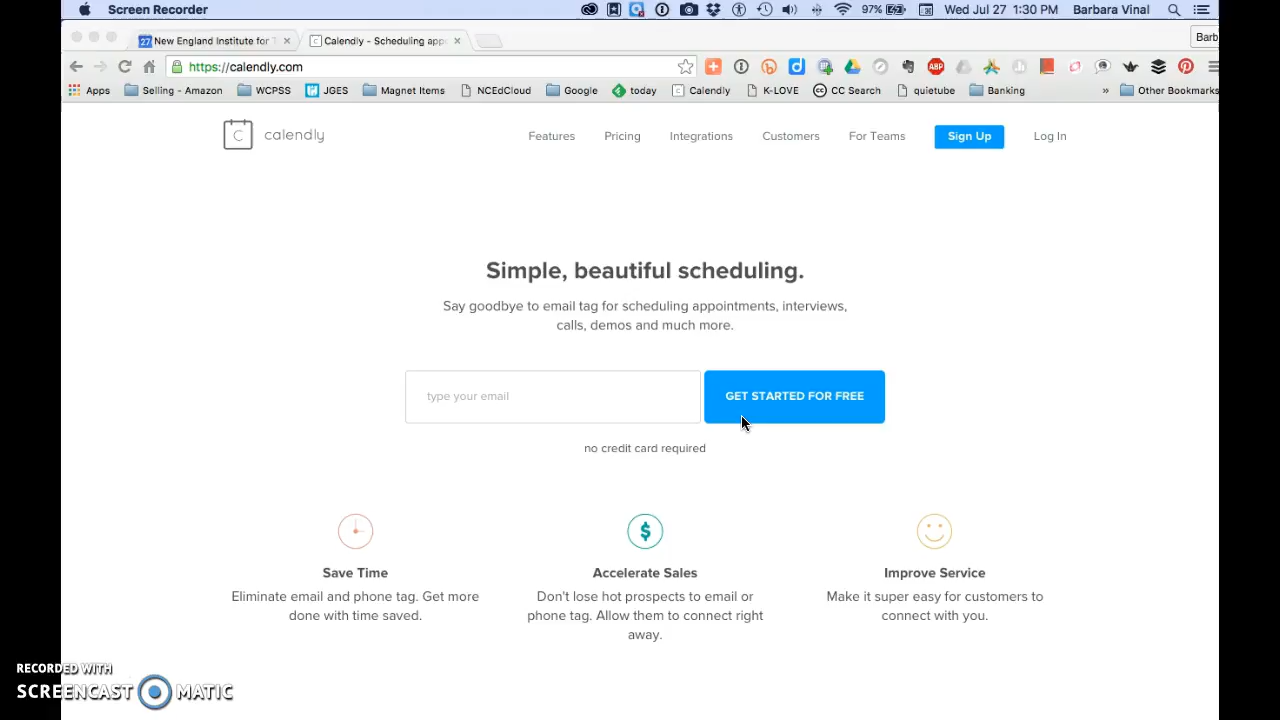 Screen Recorder
97%
Wed Jul 27 1:30 PM
Barbara Vinal
27 New England Institute for T
Calendly - Scheduling app
Barb
https://calendly.com
ABP
Apps
Selling - Amazon
WCPSS
JGES
Magnet Items
NCEdCloud
Google
today
Calendly
K-LOVE
CC Search
quietube
Banking
»
Other Bookmarks
C calendly
Features
Pricing
Integrations
Customers
For Teams
Sign Up
Log In
Simple, beautiful scheduling.
Say goodbye to email tag for scheduling appointments, interviews,
calls, demos and much more.
type your email
GET STARTED FOR FREE
no credit card required
$
Save Time
Eliminate email and phone tag. Get more
done with time saved.
Accelerate Sales
Don't lose hot prospects to email or
phone tag. Allow them to connect right
away.
Improve Service
Make it super easy for customers to
connect with you.
RECORDED WITH
SCREENCAST MATIC